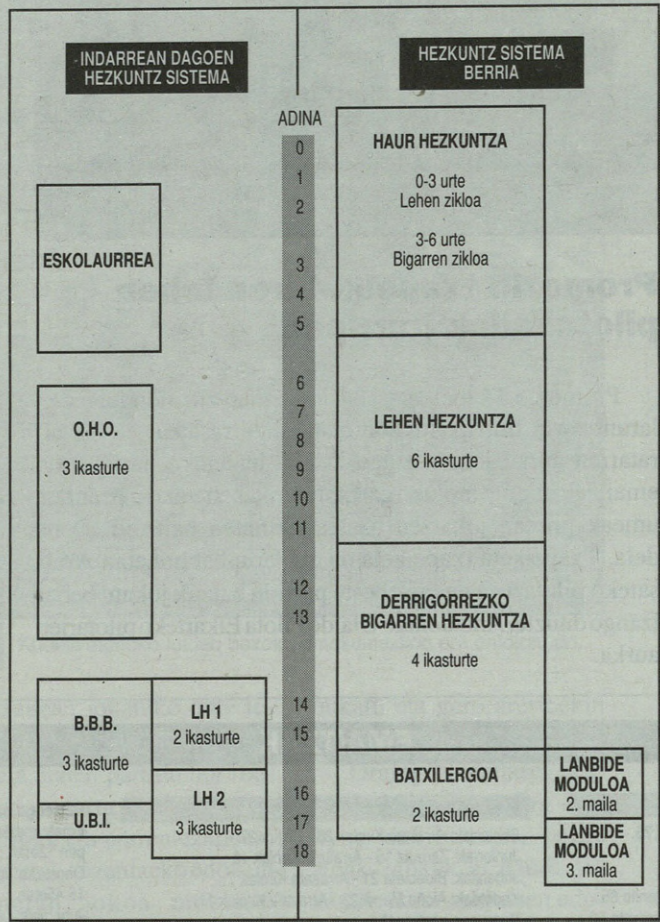 INDARREAN DAGOEN
HEZKUNTZ SISTEMA
ESKOLAURREA
O.H.O.
3 ikasturte
B.B.B.
3 ikasturte
U.B.I.
LH 1
2 ikasturte
LH 2
3 ikasturte
ADINA
0
1
2
3
4
5
6
7
8
9
10
11
12
13
14
15
16
17
18
HEZKUNTZ SISTEMA
BERRIA
HAUR HEZKUNTZA
0-3 urte
Lehen zikloa
3-6 urte
Bigarren zikloa
LEHEN HEZKUNTZA
6 ikasturte
DERRIGORREZKO
BIGARREN HEZKUNTZA
4 ikasturte
BATXILERGOA
2 ikasturte
LANBIDE
MODULOA
2. maila
LANBIDE
MODULOA
3. maila